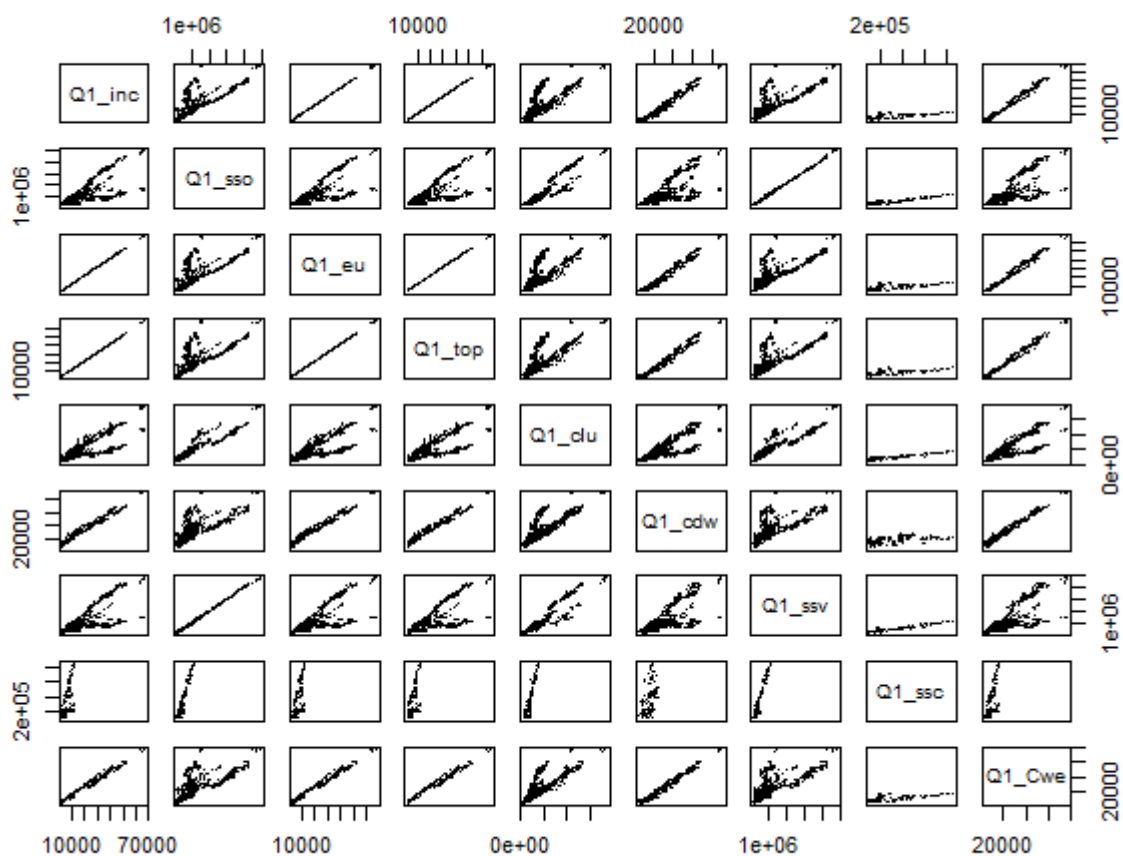 1e+06 10000 20000 2e+05
Q1_inc 10000
1e+06 Q1_sso
Q1_eu 10000
10000 Q1_top
Q1_clu 0e+00
20000 Q1_cdw
Q1_ssv 1e+06
2e+05 Q1_ssc
Q1_Cwe 20000
10000 70000 10000 0e+00 1e+06 20000